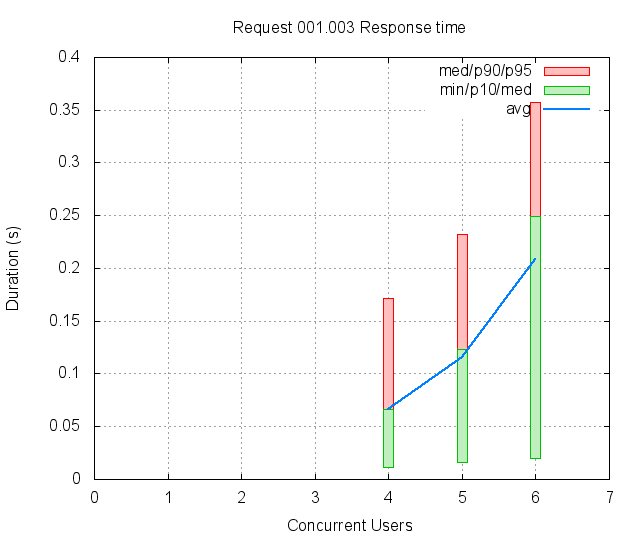 Request 001.003 Response time
med/p90/p95
min/p10/med
avg
Duration (s)
0.4
0.35
0.3
0.25
0.2
0.15
0.1
0.05
0
0 1 2 3 4 5 6 7
Concurrent Users